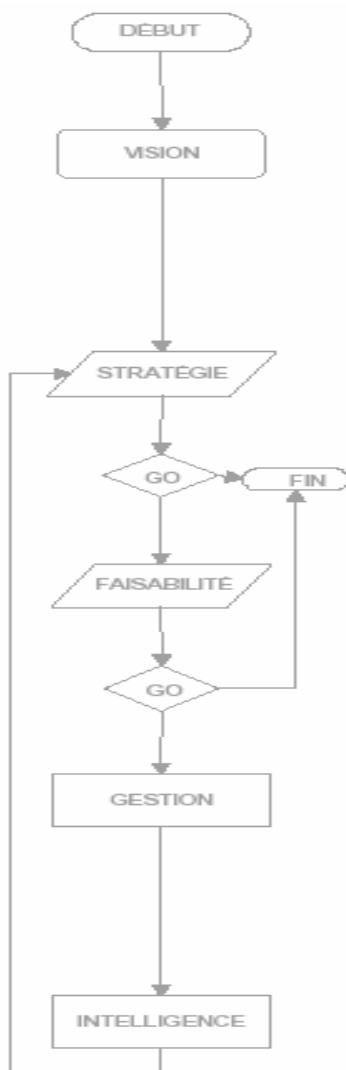 DÉBUT
VISION
STRATÉGIE
GO
FIN
FAISABILITÉ
GO
GESTION
INTELLIGENCE